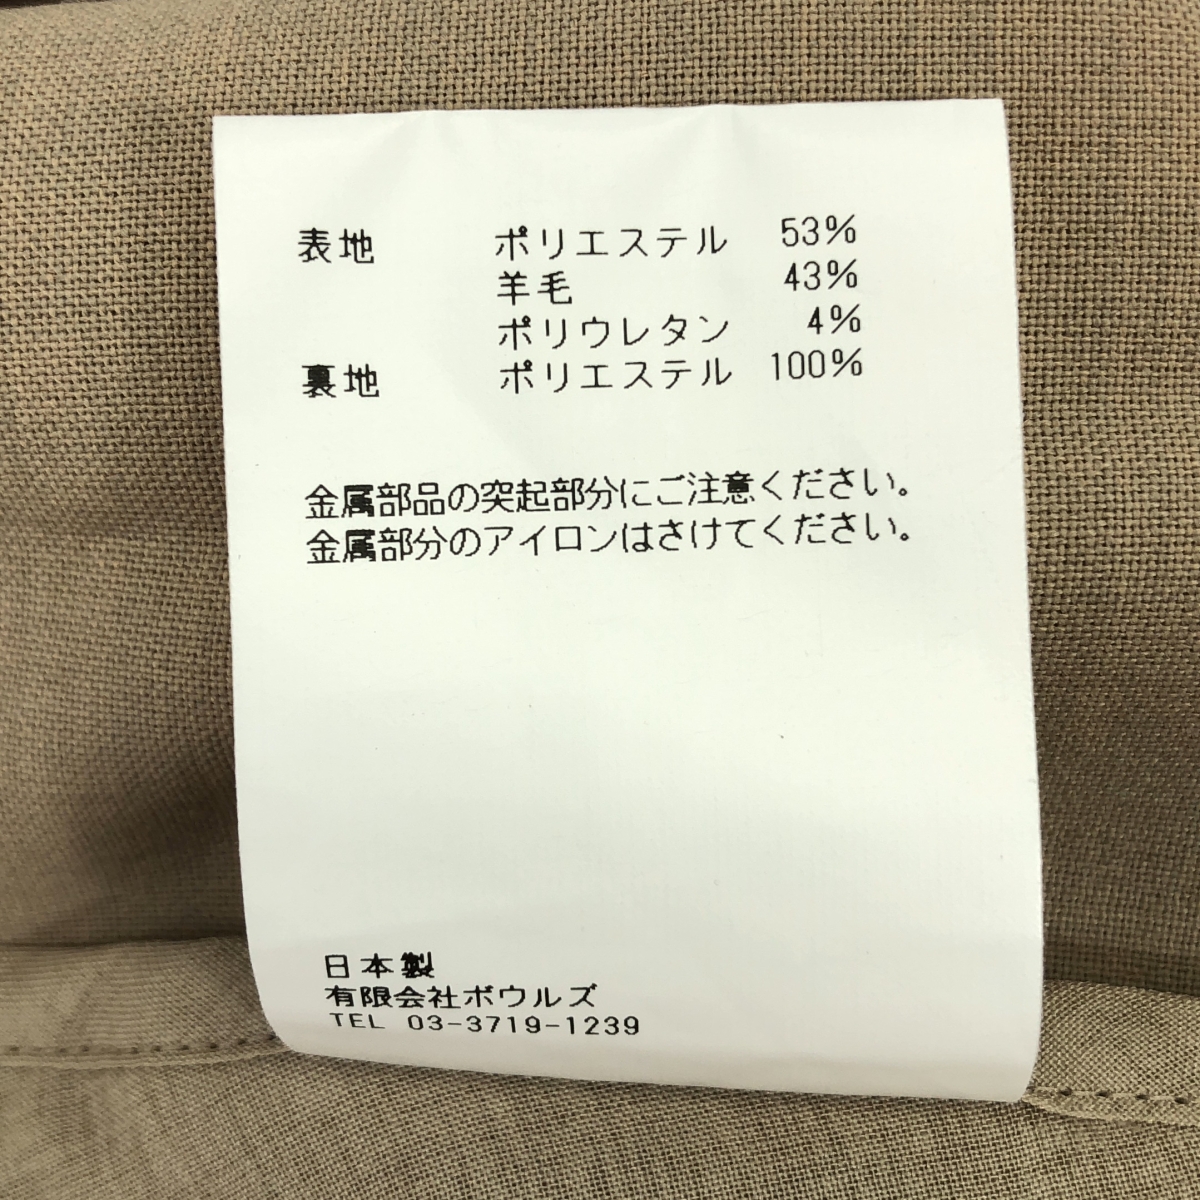 表地 ポリエステル 53%
羊毛 43%
ポリウレタン 4%
裏地 ポリエステル 100%
金属部品の突起部分にご注意ください。
金属部分のアイロンはさけてください。
日本製
有限会社ボウルズ
TEL 03-3719-1239